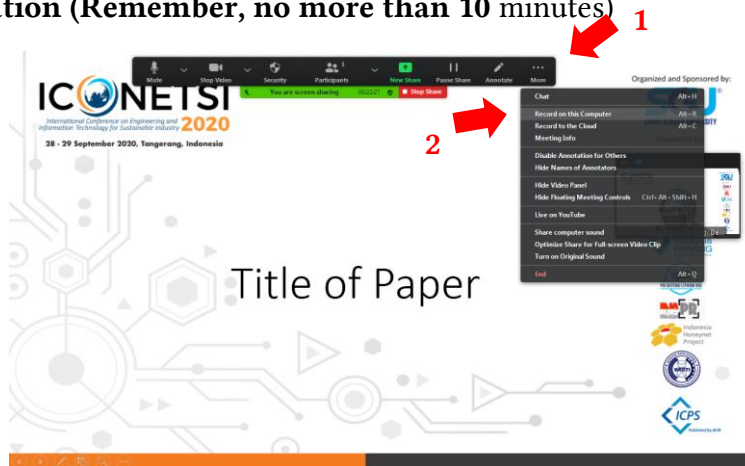 ation (Remember, no more than 10 minutes)
1
Mute
Stop Video
Security
Participants
1
New Share
Pause Share
Annotate
More
You are screen sharing
Stop Share
ICONETSI
International Conference on Engineering and
Information Technology for Sustainable Industry 2020
28 - 29 September 2020, Tangerang, Indonesia
Organized and Sponsored by:
2
Chat Alt+H
Record on this Computer Alt+R
Record to the Cloud Alt+C
Meeting Info
Disable Annotation for Others
Hide Names of Annotators
Hide Video Panel
Hide Floating Meeting Controls Ctrl+Alt+Shift+H
Live on YouTube
Share computer sound
Optimize Share for Full-screen Video Clip
Turn on Original Sound
End Alt+Q
Title of Paper
Indonesia
Honeynet
Project
ICPS
Published by ACM